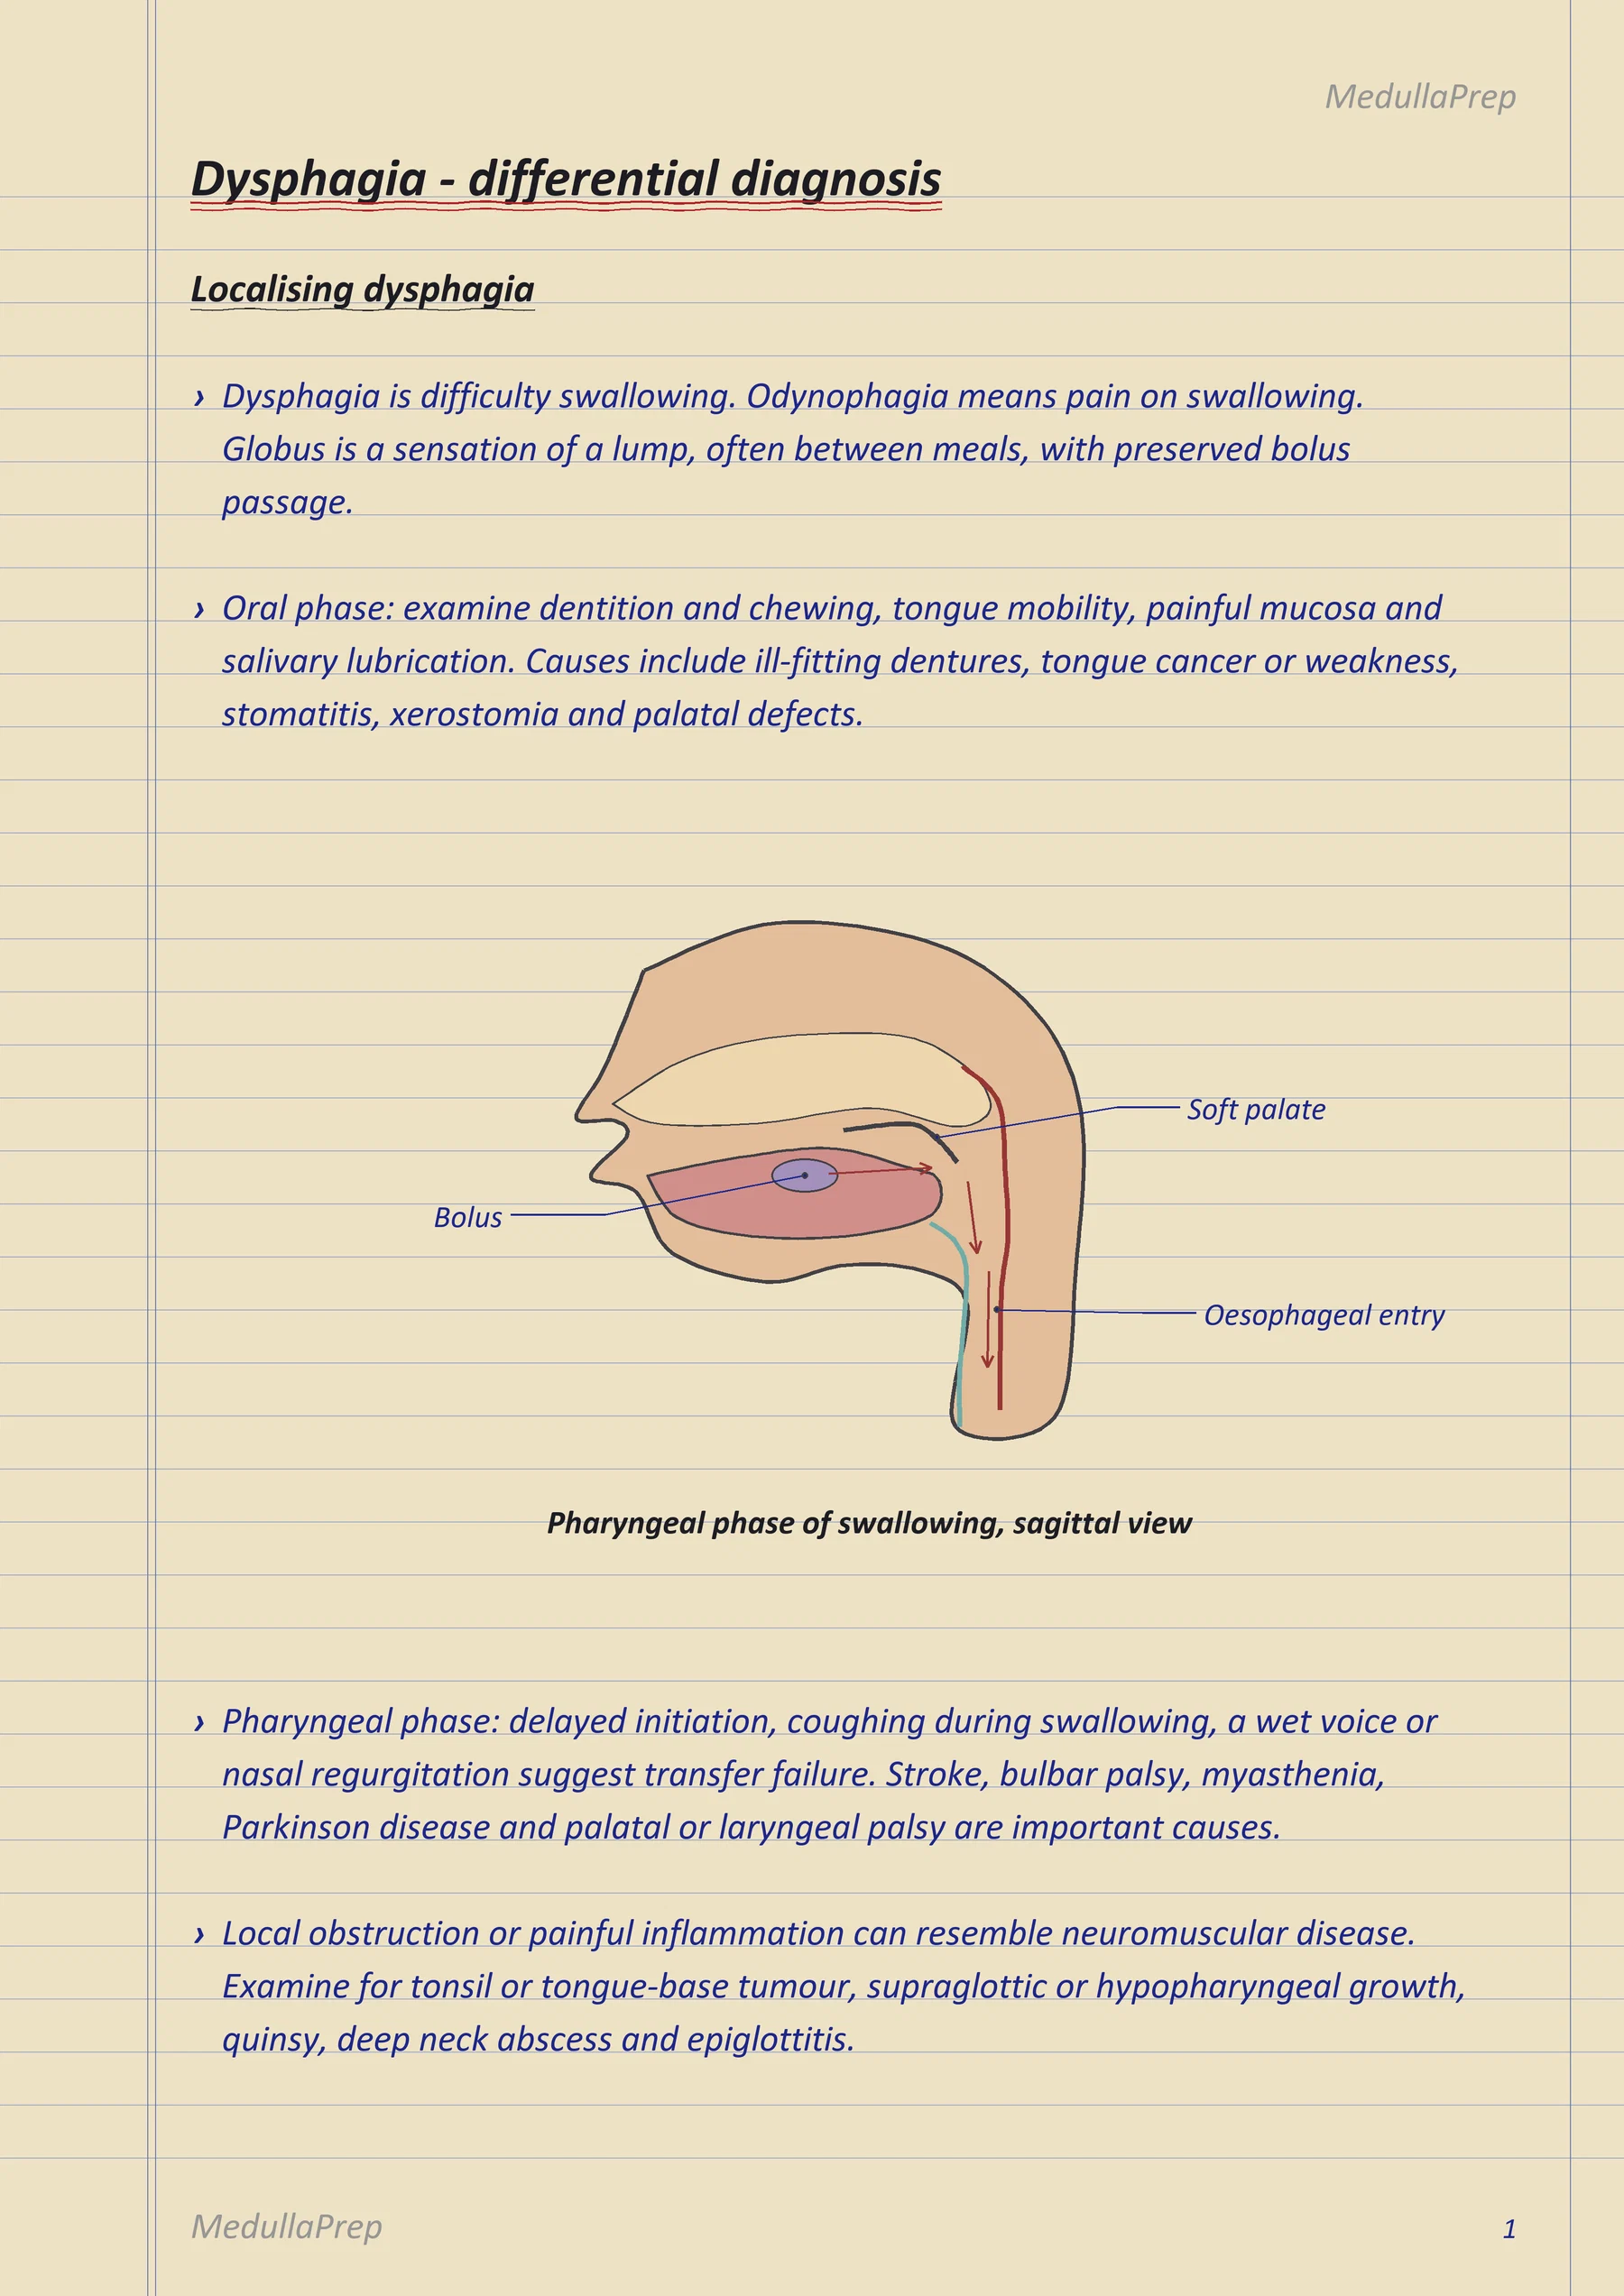 MedullaPrep
Dysphagia - differential diagnosis
Localising dysphagia
› Dysphagia is difficulty swallowing. Odynophagia means pain on swallowing.
Globus is a sensation of a lump, often between meals, with preserved bolus
passage.
› Oral phase: examine dentition and chewing, tongue mobility, painful mucosa and
salivary lubrication. Causes include ill-fitting dentures, tongue cancer or weakness,
stomatitis, xerostomia and palatal defects.
Soft palate
Bolus
Oesophageal entry
Pharyngeal phase of swallowing, sagittal view
› Pharyngeal phase: delayed initiation, coughing during swallowing, a wet voice or
nasal regurgitation suggest transfer failure. Stroke, bulbar palsy, myasthenia,
Parkinson disease and palatal or laryngeal palsy are important causes.
› Local obstruction or painful inflammation can resemble neuromuscular disease.
Examine for tonsil or tongue-base tumour, supraglottic or hypopharyngeal growth,
quinsy, deep neck abscess and epiglottitis.
MedullaPrep
1